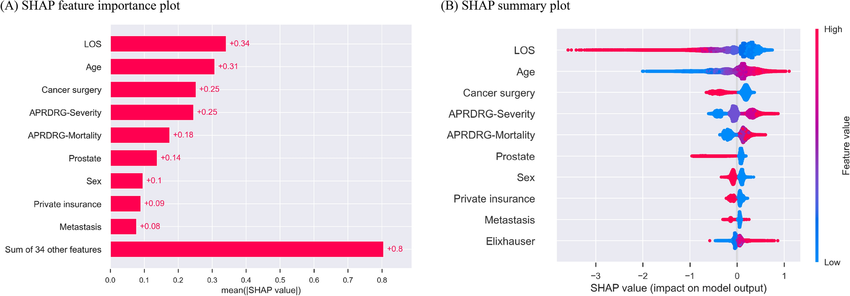 (A) SHAP feature importance plot
LOS
+0.34
Age
+0.31
Cancer surgery
+0.25
APRDRG-Severity
+0.25
APRDRG-Mortality
+0.18
Prostate
+0.14
Sex
+0.1
Private insurance
+0.09
Metastasis
+0.08
Sum of 34 other features
+0.8
0.0 0.1 0.2 0.3 0.4 0.5 0.6 0.7 0.8
mean(|SHAP value|)
(B) SHAP summary plot
High
LOS
Age
Cancer surgery
APRDRG-Severity
APRDRG-Mortality
Prostate
Sex
Private insurance
Metastasis
Elixhauser
Feature value
Low
−3 −2 −1 0 1
SHAP value (impact on model output)